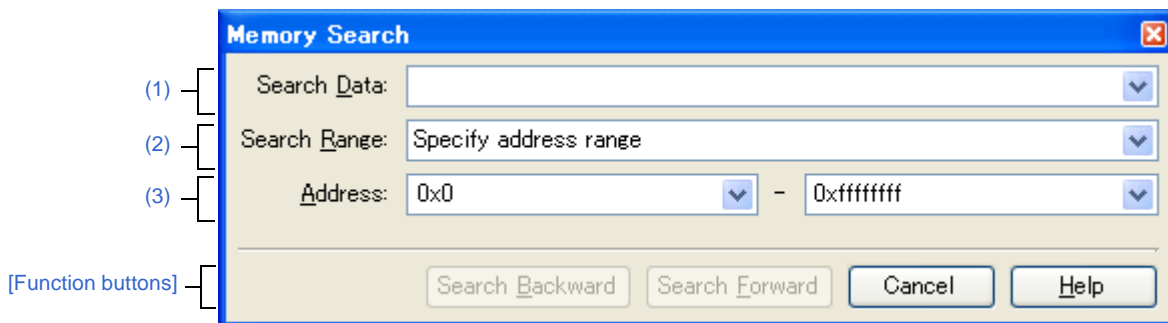 Memory Search
(1) Search Data:
(2) Search Range: Specify address range
(3) Address: 0x0 - 0xffffffff
[Function buttons] Search Backward Search Forward Cancel Help